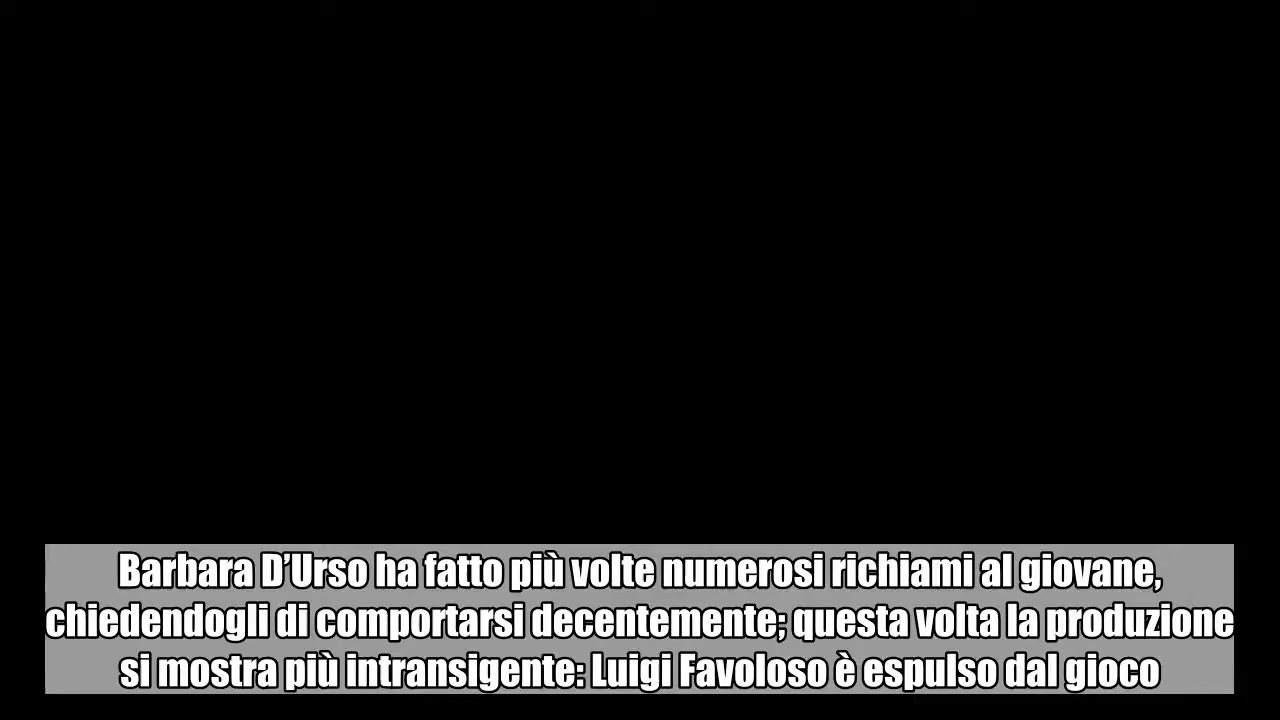 Barbara D’Urso ha fatto più volte numerosi richiami al giovane,
chiedendogli di comportarsi decentemente; questa volta la produzione
si mostra più intransigente: Luigi Favoloso è espulso dal gioco